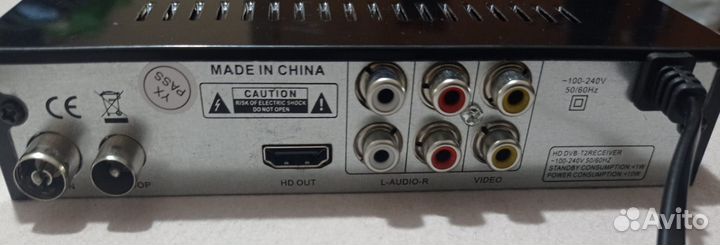 MADE IN CHINA
YX
PASS
CE
CAUTION
RISK OF ELECTRIC SHOCK
DO NOT OPEN
~100-240V
50/60Hz
HD DVB-T2RECEIVER
~100-240V 50/60HZ
STANDBY CONSUMPTION <1W
POWER CONSUMPTION <10W
HD OUT
L-AUDIO-R
VIDEO
Avito